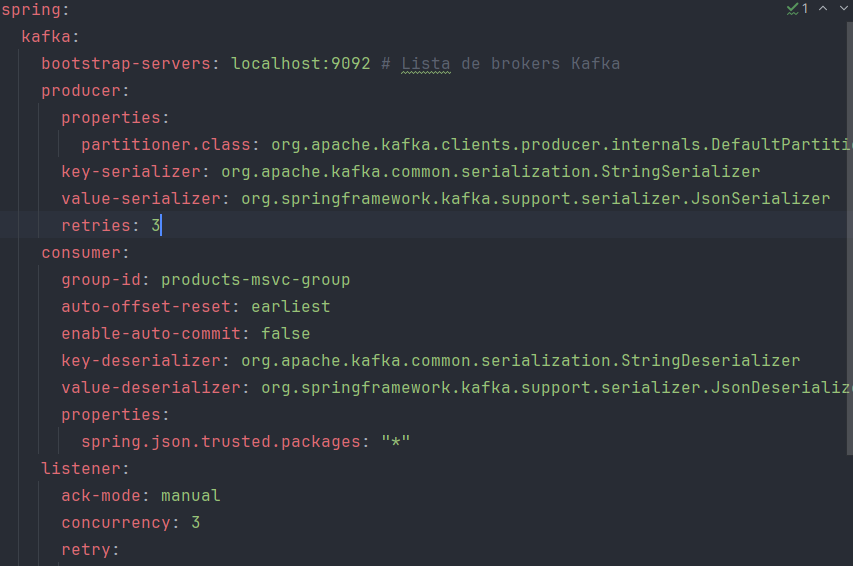 spring:
  kafka:
    bootstrap-servers: localhost:9092 # Lista de brokers Kafka
    producer:
      properties:
        partitioner.class: org.apache.kafka.clients.producer.internals.DefaultPartiti
      key-serializer: org.apache.kafka.common.serialization.StringSerializer
      value-serializer: org.springframework.kafka.support.serializer.JsonSerializer
      retries: 3
    consumer:
      group-id: products-msvc-group
      auto-offset-reset: earliest
      enable-auto-commit: false
      key-deserializer: org.apache.kafka.common.serialization.StringDeserializer
      value-deserializer: org.springframework.kafka.support.serializer.JsonDeserialize
      properties:
        spring.json.trusted.packages: "*"
    listener:
      ack-mode: manual
      concurrency: 3
      retry:
1